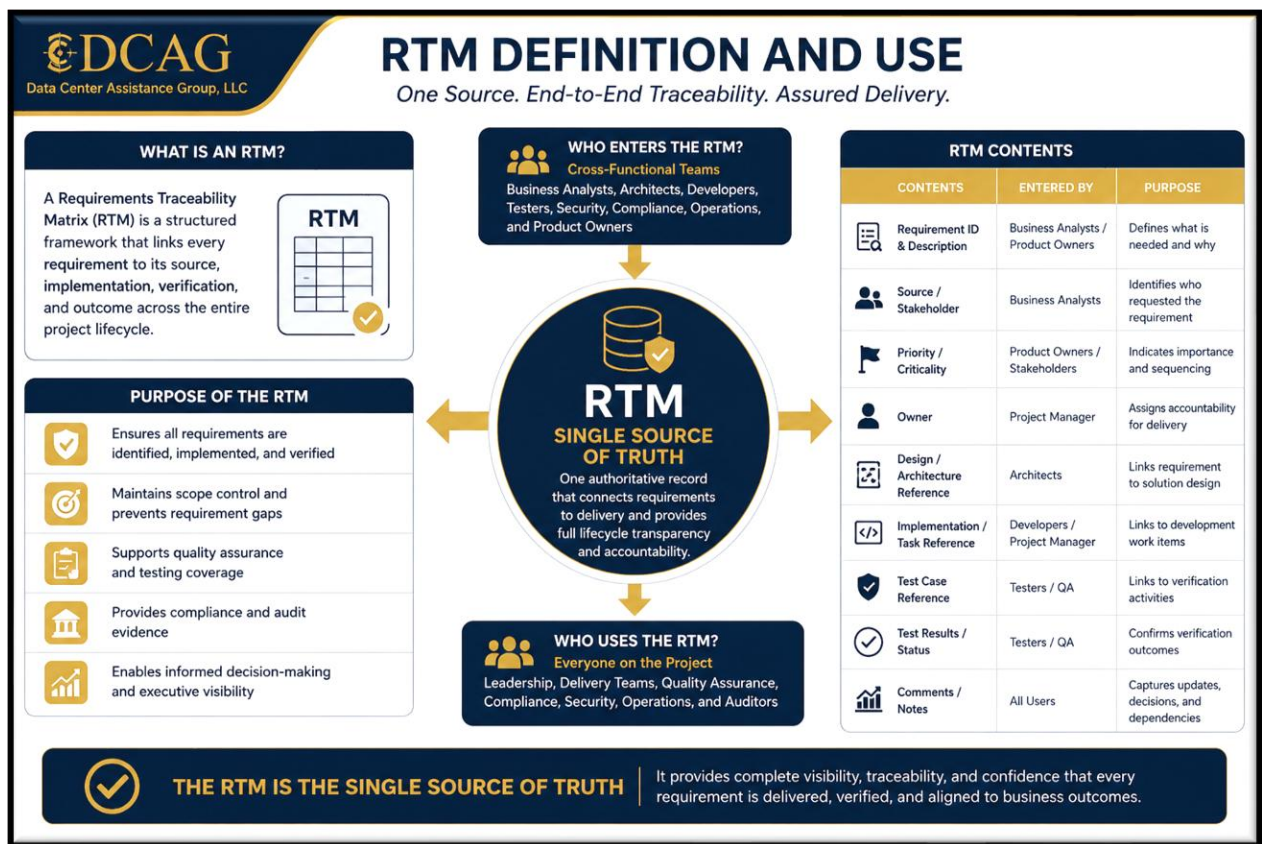 DCAG
Data Center Assistance Group, LLC
RTM DEFINITION AND USE
One Source. End-to-End Traceability. Assured Delivery.
WHAT IS AN RTM?
A Requirements Traceability
Matrix (RTM) is a structured
framework that links every
requirement to its source,
implementation, verification,
and outcome across the entire
project lifecycle.
RTM
PURPOSE OF THE RTM
Ensures all requirements are
identified, implemented, and verified
Maintains scope control and
prevents requirement gaps
Supports quality assurance
and testing coverage
Provides compliance and audit
evidence
Enables informed decision-making
and executive visibility
WHO ENTERS THE RTM?
Cross-Functional Teams
Business Analysts, Architects, Developers,
Testers, Security, Compliance, Operations,
and Product Owners
RTM
SINGLE SOURCE
OF TRUTH
One authoritative record
that connects requirements
to delivery and provides
full lifecycle transparency
and accountability.
WHO USES THE RTM?
Everyone on the Project
Leadership, Delivery Teams, Quality Assurance,
Compliance, Security, Operations, and Auditors
RTM CONTENTS
CONTENTS ENTERED BY PURPOSE
Requirement ID
& Description
Business Analysts /
Product Owners
Defines what is
needed and why
Source /
Stakeholder
Business Analysts
Identifies who
requested the
requirement
Priority /
Criticality
Product Owners /
Stakeholders
Indicates importance
and sequencing
Owner
Project Manager
Assigns accountability
for delivery
Design /
Architecture
Reference
Architects
Links requirement
to solution design
Implementation /
Task Reference
Developers /
Project Manager
Links to development
work items
Test Case
Reference
Testers / QA
Links to verification
activities
Test Results /
Status
Testers / QA
Confirms verification
outcomes
Comments /
Notes
All Users
Captures updates,
decisions, and
dependencies
THE RTM IS THE SINGLE SOURCE OF TRUTH
It provides complete visibility, traceability, and confidence that every
requirement is delivered, verified, and aligned to business outcomes.